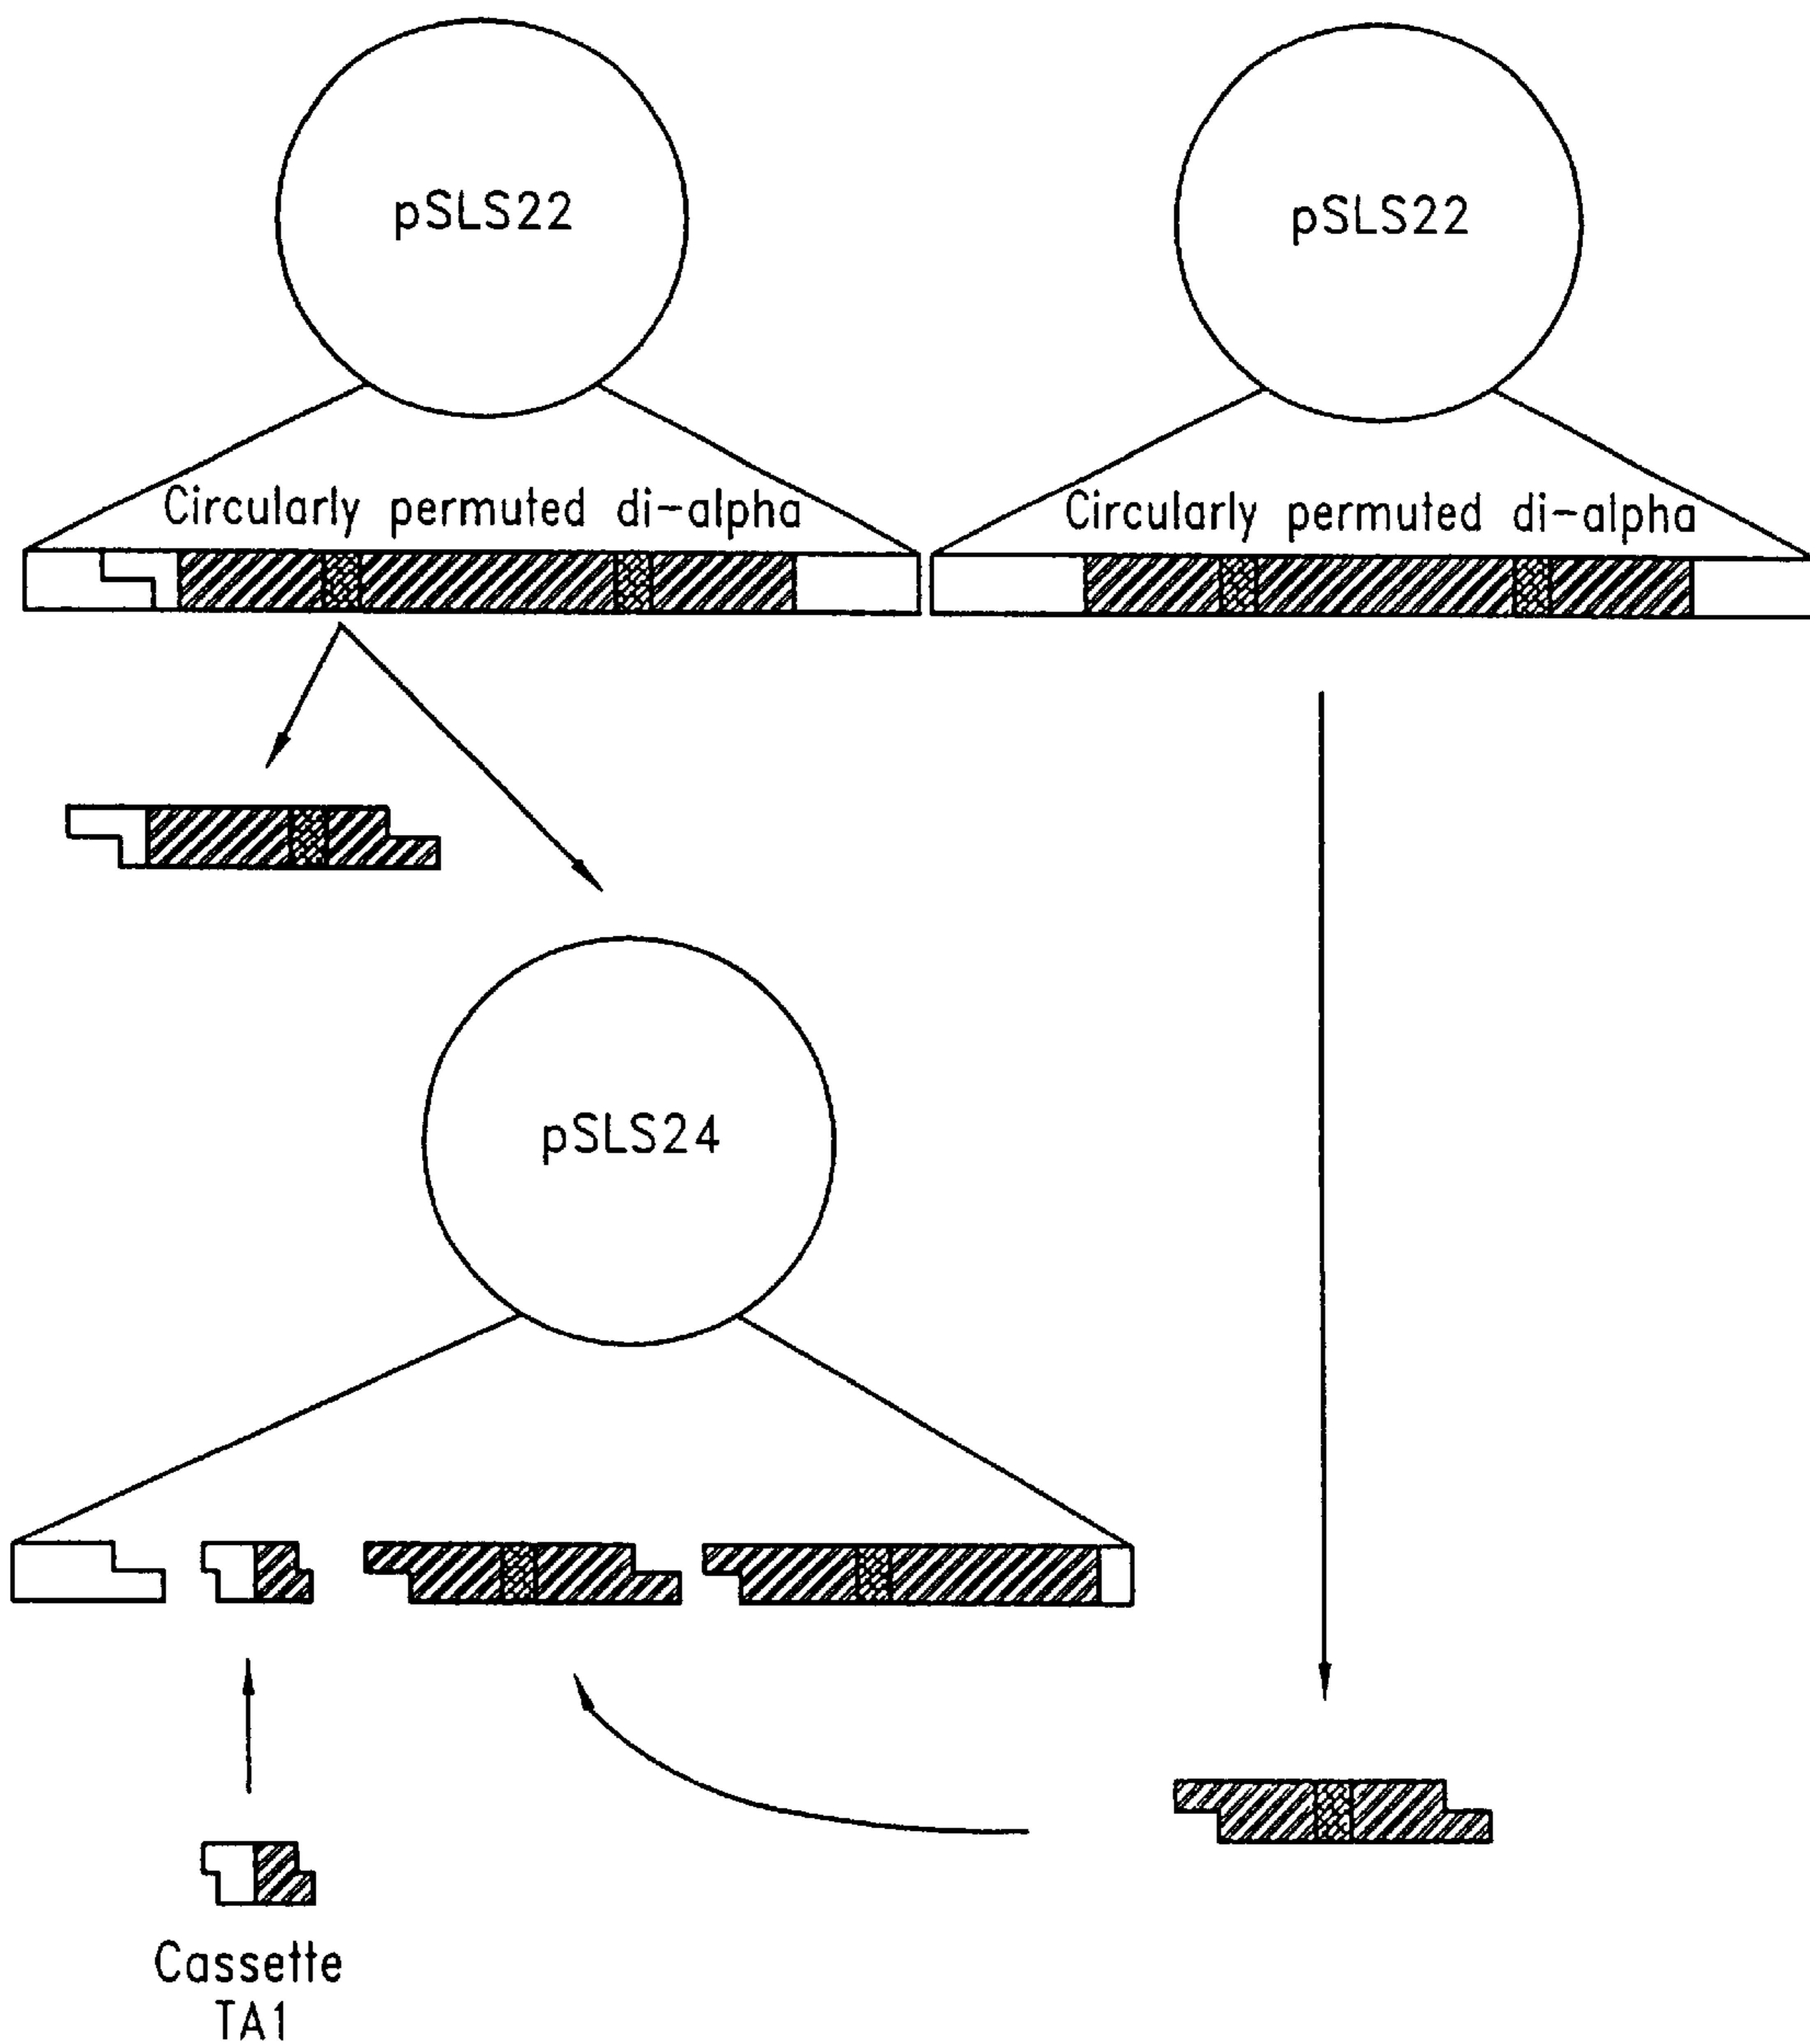 pSLS22
pSLS22
Circularly permuted di-alpha
Circularly permuted di-alpha
pSLS24
Cassette
TA1